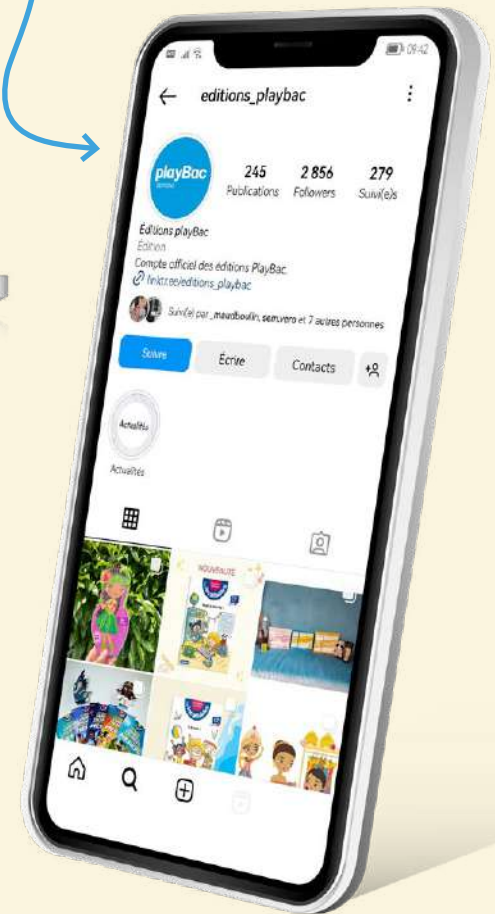 09:42
editions_playbac
playBac
245 2 856 279
Publications Followers Suivi(e)s
Éditions playBac
Édition
Compte officiel des éditions PlayBac
linktr.ee/editions_playbac
Suivi(e) par _maudboulin, sem.vero et 7 autres personnes
Suivre Écrire Contacts
Actualités
Actualités
NOUVEAUTÉ